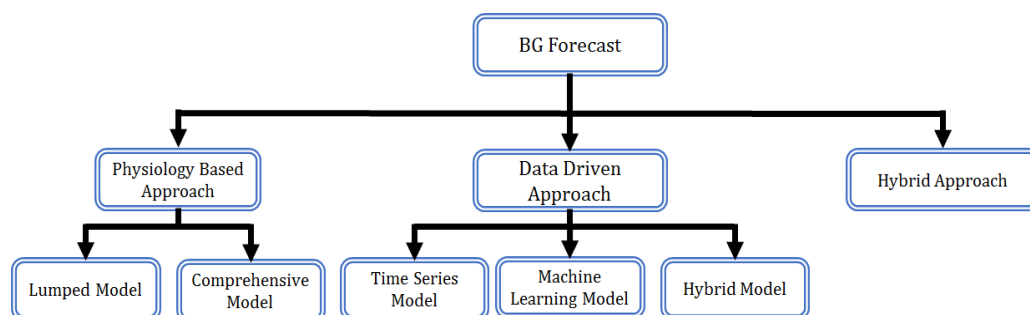 BG Forecast
Physiology Based
Approach
Data Driven
Approach
Hybrid Approach
Lumped Model
Comprehensive
Model
Time Series
Model
Machine
Learning Model
Hybrid Model